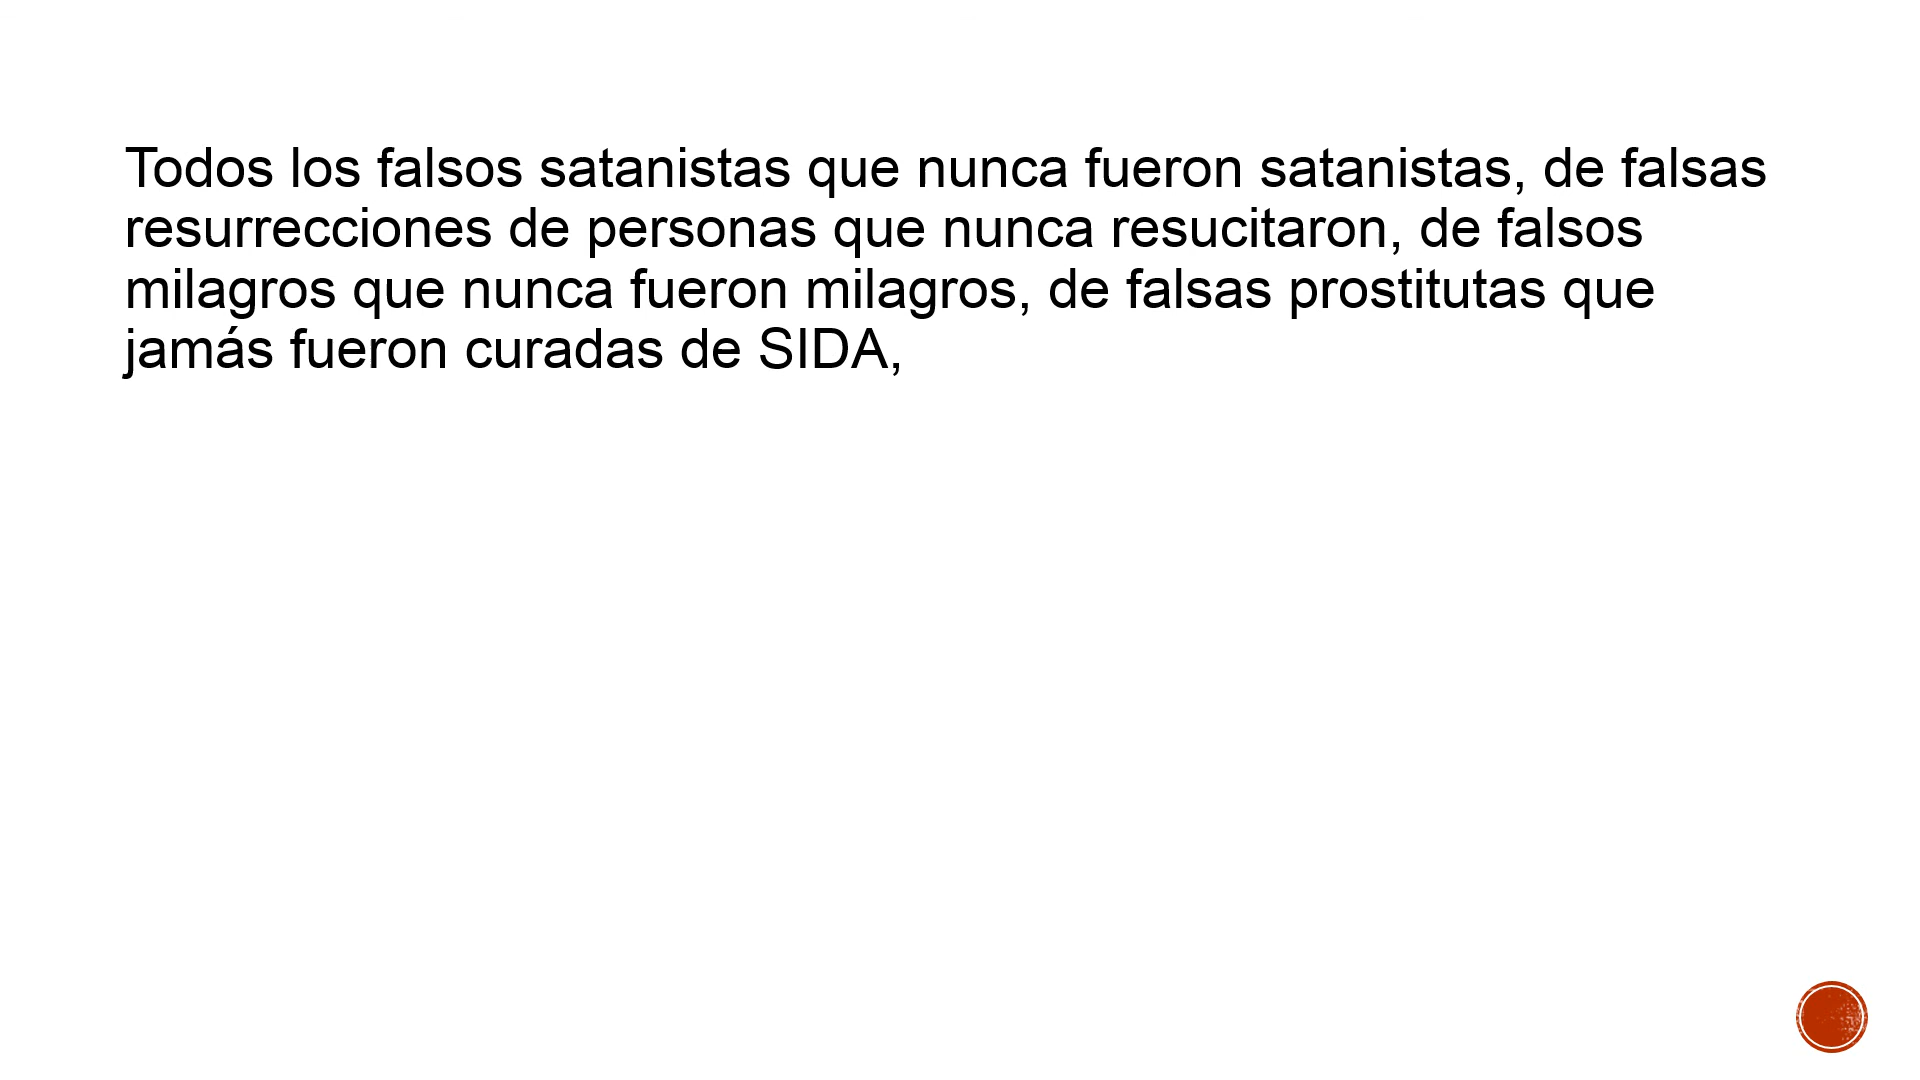 Todos los falsos satanistas que nunca fueron satanistas, de falsas
resurrecciones de personas que nunca resucitaron, de falsos
milagros que nunca fueron milagros, de falsas prostitutas que
jamás fueron curadas de SIDA,